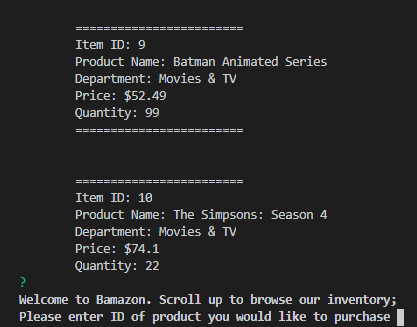 ========================
Item ID: 9
Product Name: Batman Animated Series
Department: Movies & TV
Price: $52.49
Quantity: 99
========================
========================
Item ID: 10
Product Name: The Simpsons: Season 4
Department: Movies & TV
Price: $74.1
Quantity: 22
?
Welcome to Bamazon. Scroll up to browse our inventory;
Please enter ID of product you would like to purchase